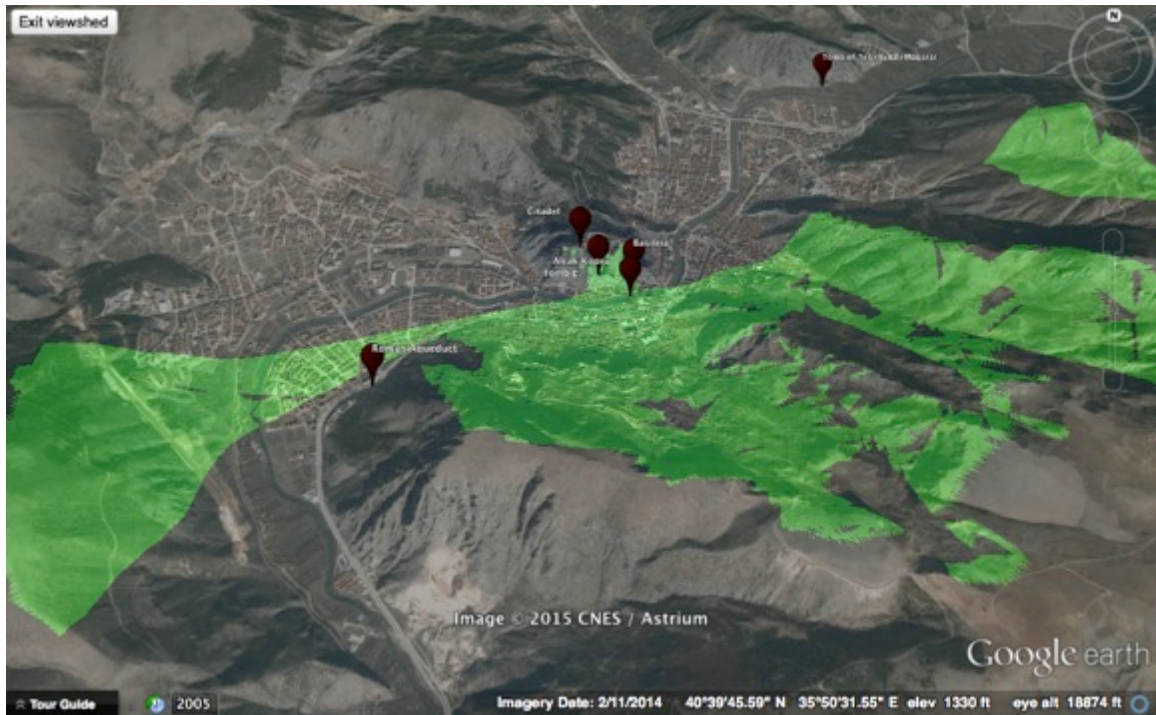 Exit viewshed
N
Citadel
Basilica
Roman Aqueduct
Image © 2015 CNES / Astrium
Google earth
Tour Guide
2005
Imagery Date: 2/11/2014 40°39'45.59" N 35°50'31.55" E elev 1330 ft eye alt 18874 ft